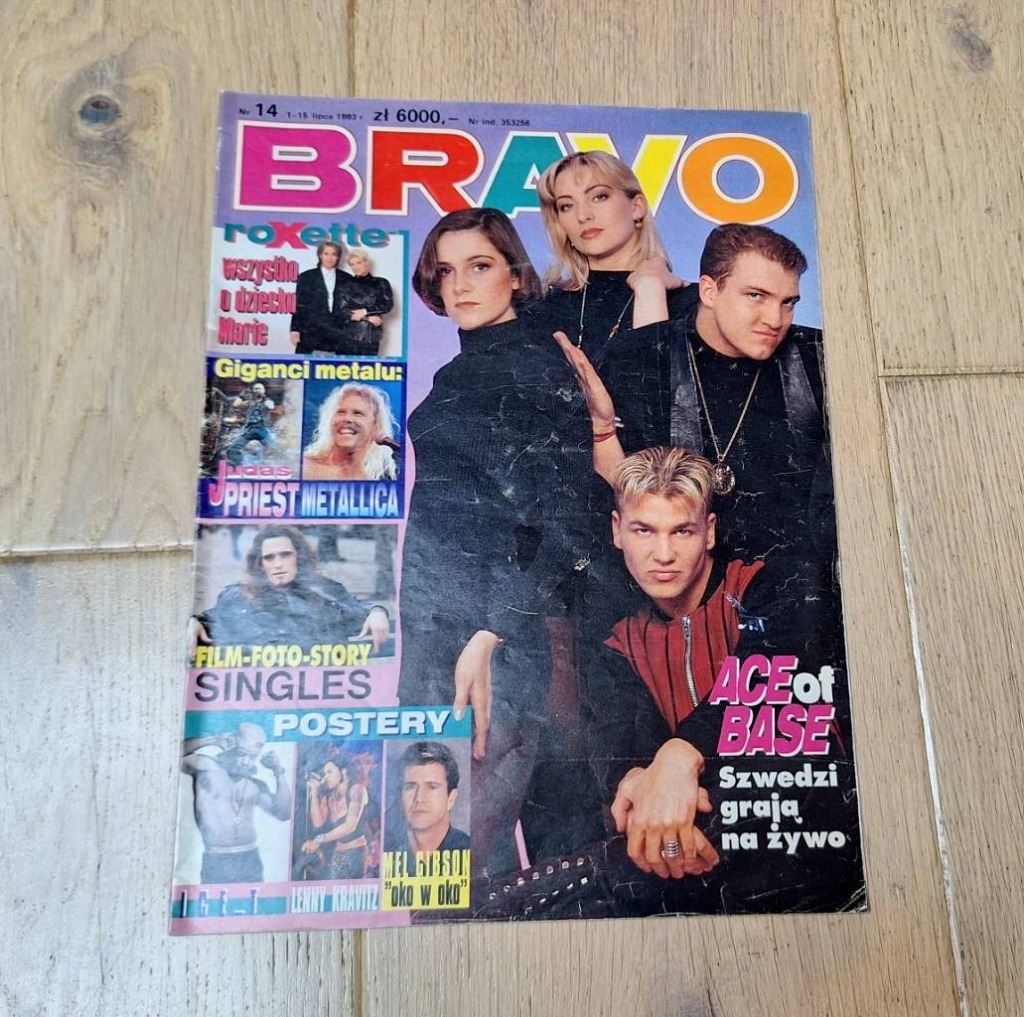 Nr 14 1-15 lipca 1993 r zł 6000,- Nr ind. 353256
BRAVO
roXette
wszystko
o dziecku
Marie
Giganci metalu:
Judas
PRIEST
METALLICA
FILM-FOTO-STORY
SINGLES
POSTERY
ICE-T
LENNY KRAVITZ
MEL GIBSON
"oko w oko"
ACE of
BASE
Szwedzi
grają
na żywo